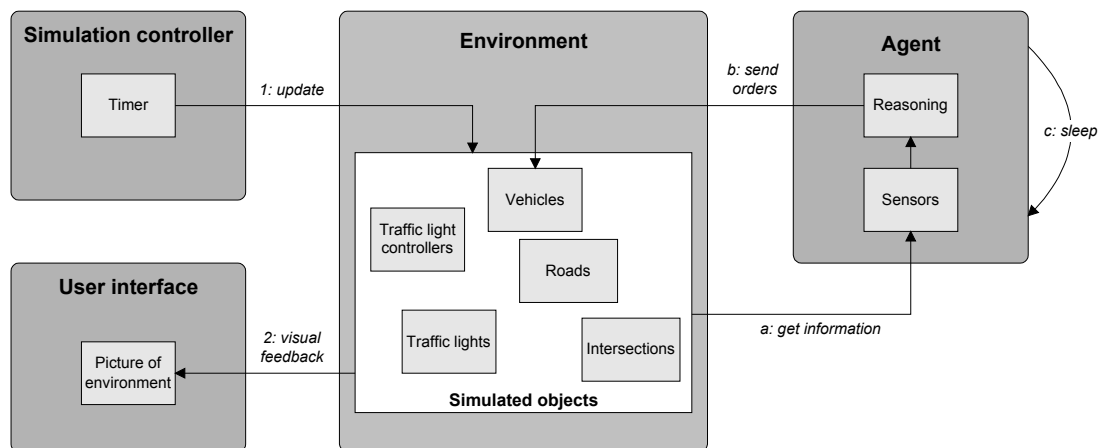 Simulation controller
Timer
1: update
Environment
Agent
b: send
orders
Reasoning
c: sleep
Sensors
Vehicles
Traffic light
controllers
Roads
Traffic lights
Intersections
Simulated objects
a: get information
User interface
2: visual
feedback
Picture of
environment